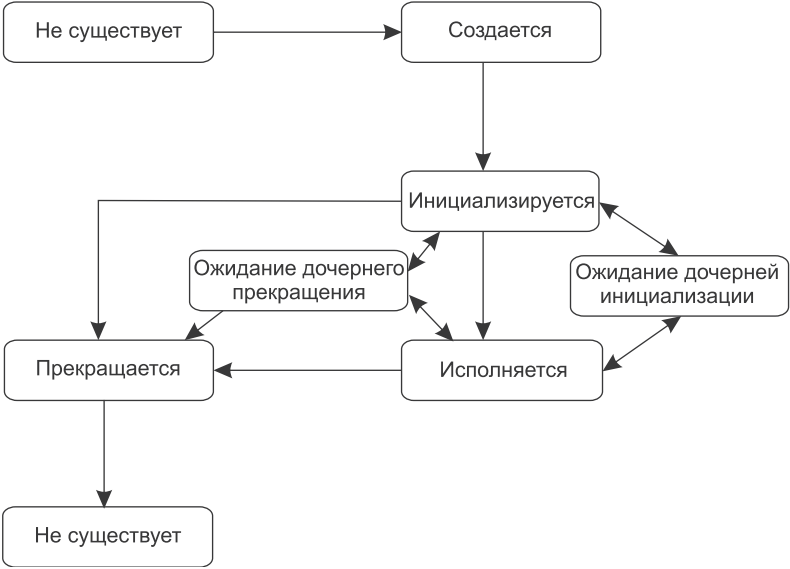 Не существует
Создается
Инициализируется
Ожидание дочернего
прекращения
Ожидание дочерней
инициализации
Прекращается
Исполняется
Не существует